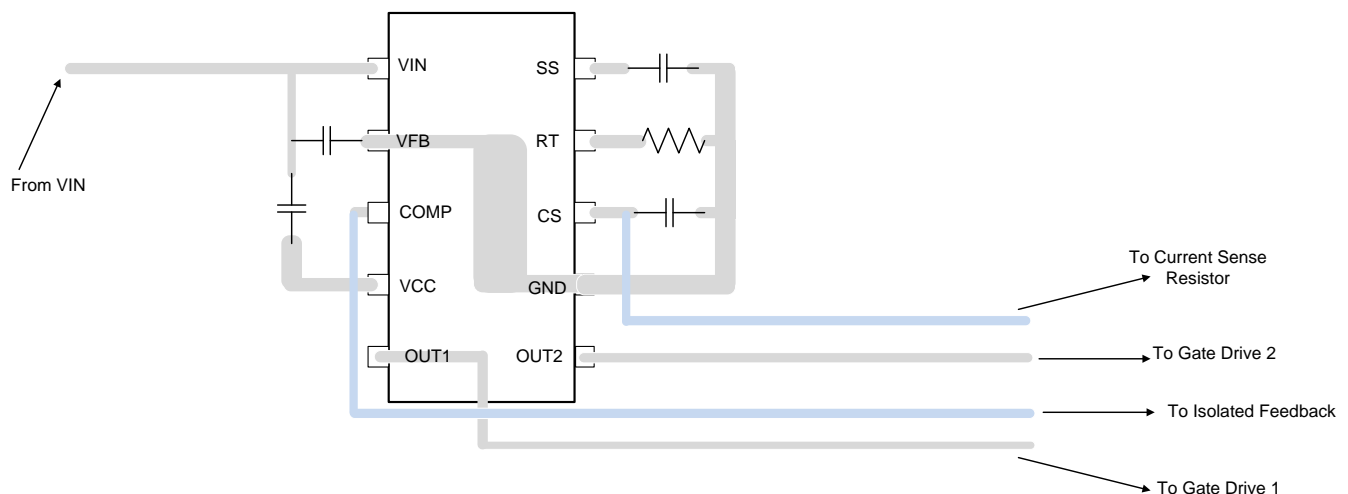 From VIN
VIN
VFB
COMP
VCC
OUT1
SS
RT
CS
GND
OUT2
To Current Sense
Resistor
To Gate Drive 2
To Isolated Feedback
To Gate Drive 1